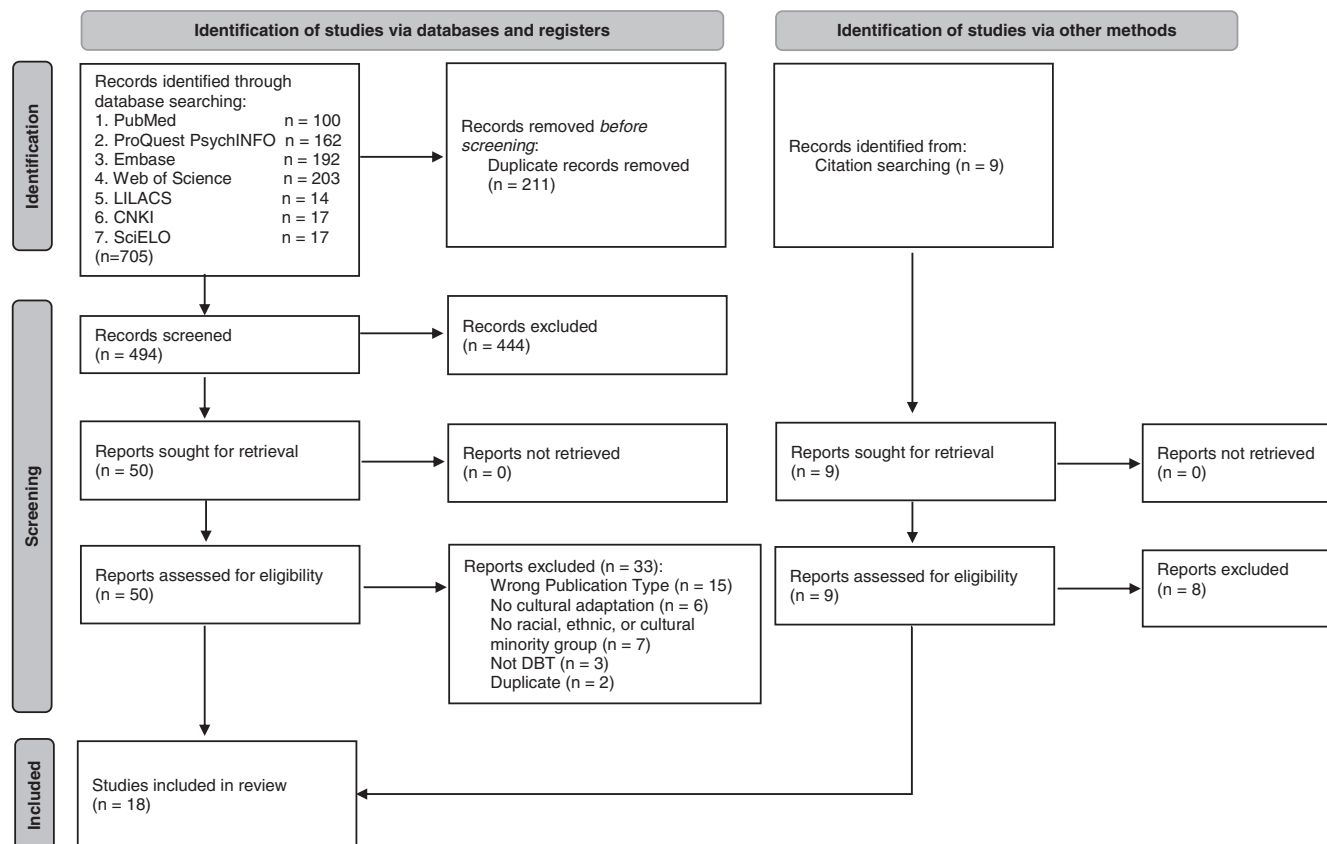 Identification of studies via databases and registers
Identification of studies via other methods
Identification
Records identified through
database searching:
1. PubMed n = 100
2. ProQuest PsychINFO n = 162
3. Embase n = 192
4. Web of Science n = 203
5. LILACS n = 14
6. CNKI n = 17
7. SciELO n = 17
(n=705)
Records removed before
screening:
Duplicate records removed
(n = 211)
Records identified from:
Citation searching (n = 9)
Screening
Records screened
(n = 494)
Records excluded
(n = 444)
Reports sought for retrieval
(n = 50)
Reports not retrieved
(n = 0)
Reports sought for retrieval
(n = 9)
Reports not retrieved
(n = 0)
Reports assessed for eligibility
(n = 50)
Reports excluded (n = 33):
Wrong Publication Type (n = 15)
No cultural adaptation (n = 6)
No racial, ethnic, or cultural
minority group (n = 7)
Not DBT (n = 3)
Duplicate (n = 2)
Reports assessed for eligibility
(n = 9)
Reports excluded
(n = 8)
Included
Studies included in review
(n = 18)